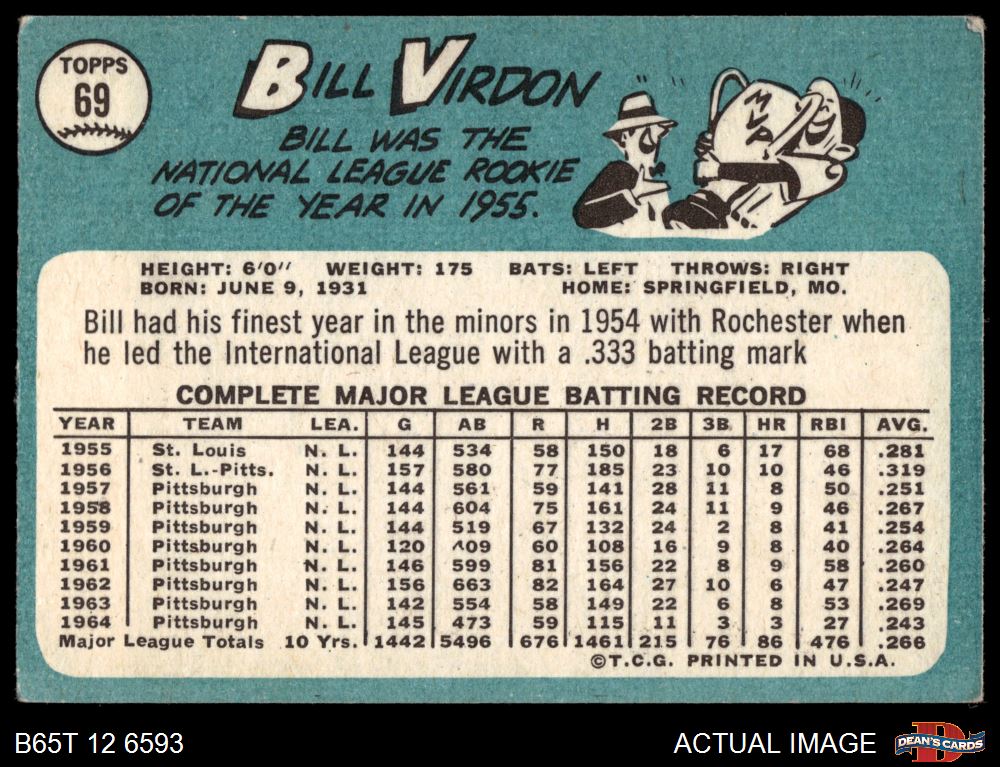 TOPPS
69
BILL VIRDON
BILL WAS THE
NATIONAL LEAGUE ROOKIE
OF THE YEAR IN 1955.
MVP
HEIGHT: 6'0" WEIGHT: 175 BATS: LEFT THROWS: RIGHT
BORN: JUNE 9, 1931 HOME: SPRINGFIELD, MO.
Bill had his finest year in the minors in 1954 with Rochester when
he led the International League with a .333 batting mark
COMPLETE MAJOR LEAGUE BATTING RECORD
YEAR TEAM LEA. G AB R H 2B 3B HR RBI AVG.
1955 St. Louis N. L. 144 534 58 150 18 6 17 68 .281
1956 St. L.-Pitts. N. L. 157 580 77 185 23 10 10 46 .319
1957 Pittsburgh N. L. 144 561 59 141 28 11 8 50 .251
1958 Pittsburgh N. L. 144 604 75 161 24 11 9 46 .267
1959 Pittsburgh N. L. 144 519 67 132 24 2 8 41 .254
1960 Pittsburgh N. L. 120 409 60 108 16 9 8 40 .264
1961 Pittsburgh N. L. 146 599 81 156 22 8 9 58 .260
1962 Pittsburgh N. L. 156 663 82 164 27 10 6 47 .247
1963 Pittsburgh N. L. 142 554 58 149 22 6 8 53 .269
1964 Pittsburgh N. L. 145 473 59 115 11 3 3 27 .243
Major League Totals 10 Yrs. 1442 5496 676 1461 215 76 86 476 .266
©T.C.G. PRINTED IN U.S.A.
B65T 12 6593 ACTUAL IMAGE DEAN'S CARDS